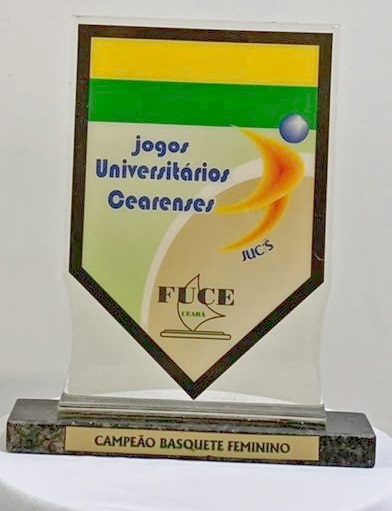 jogos
Universitários
Cearenses
JUC'S
FUCE
CEARÁ
CAMPEÃO BASQUETE FEMININO